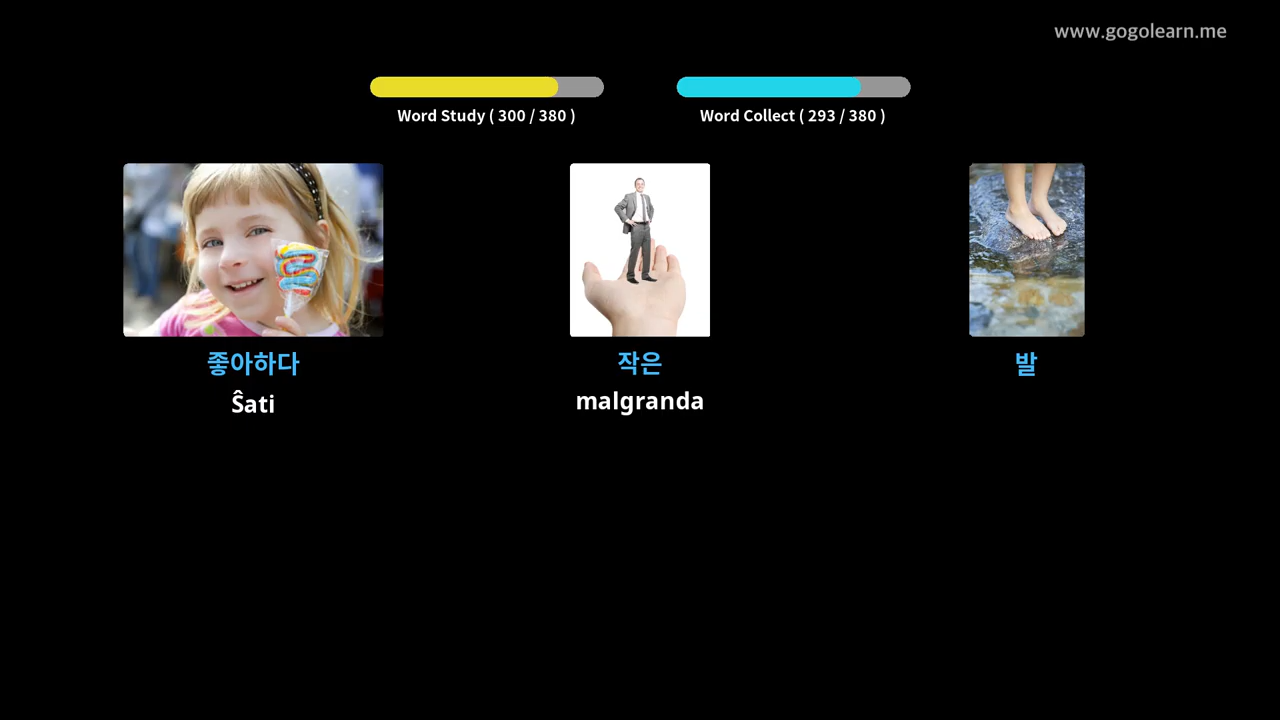 www.gogolearn.me
Word Study ( 300 / 380 )
Word Collect ( 293 / 380 )
좋아하다
Ŝati
작은
malgranda
발